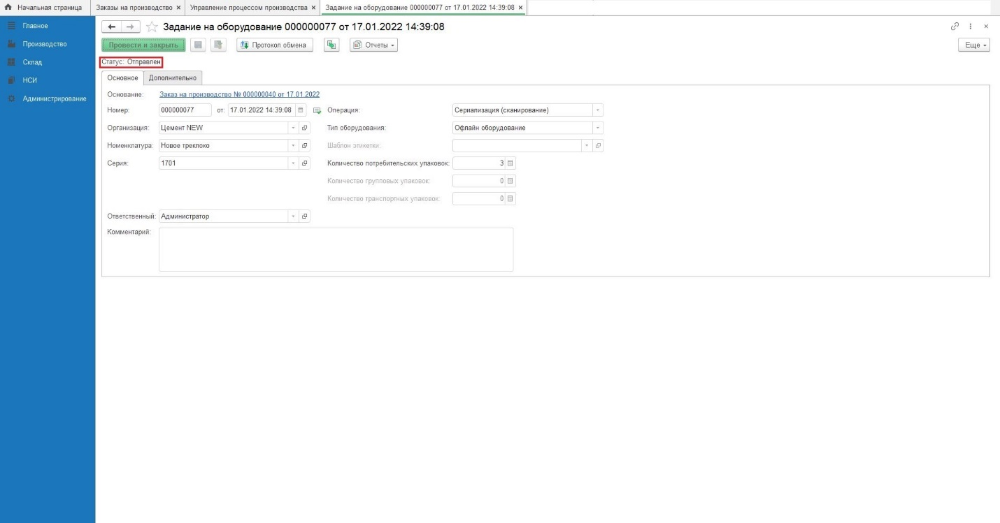 Начальная страница
Заказы на производство ×
Управление процессом производства ×
Задание на оборудование 000000077 от 17.01.2022 14:39:08 ×
Главное
Производство
Склад
НСИ
Администрирование
Задание на оборудование 000000077 от 17.01.2022 14:39:08
Провести и закрыть
Протокол обмена
Отчеты
Еще
Статус: Отправлен
Основное
Дополнительно
Основание: Заказ на производство № 000000040 от 17.01.2022
Номер: 000000077 от: 17.01.2022 14:39:08 Операция: Сериализация (сканирование)
Организация: Цемент NEW Тип оборудования: Офлайн оборудование
Номенклатура: Новое треклоко Шаблон этикетки:
Серия: 1701 Количество потребительских упаковок: 3
Количество групповых упаковок: 0
Количество транспортных упаковок: 0
Ответственный: Администратор
Комментарий: